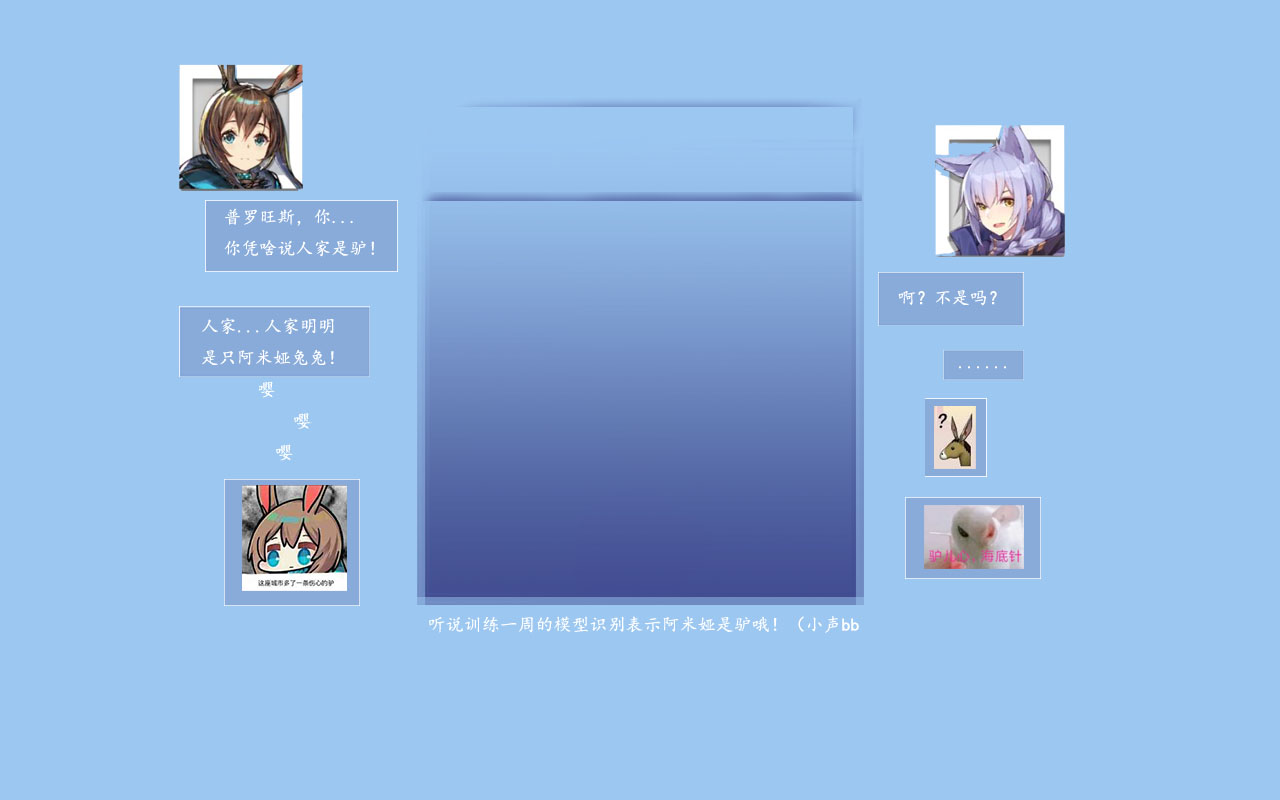 普罗旺斯，你...
你凭啥说人家是驴！
啊？不是吗？
人家...人家明明
是只阿米娅兔兔！
嘤
嘤
嘤
......
?
这座城市多了一条伤心的驴
海底针
听说训练一周的模型识别表示阿米娅是驴哦！（小声bb